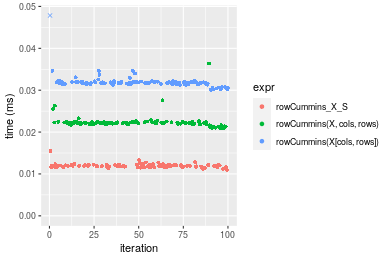 0.05
0.04
0.03
0.02
0.01
0.00
time (ms)
0
25
50
75
100
iteration
expr
rowCummins_X_S
rowCummins(X, cols, rows)
rowCummins(X[cols, rows])